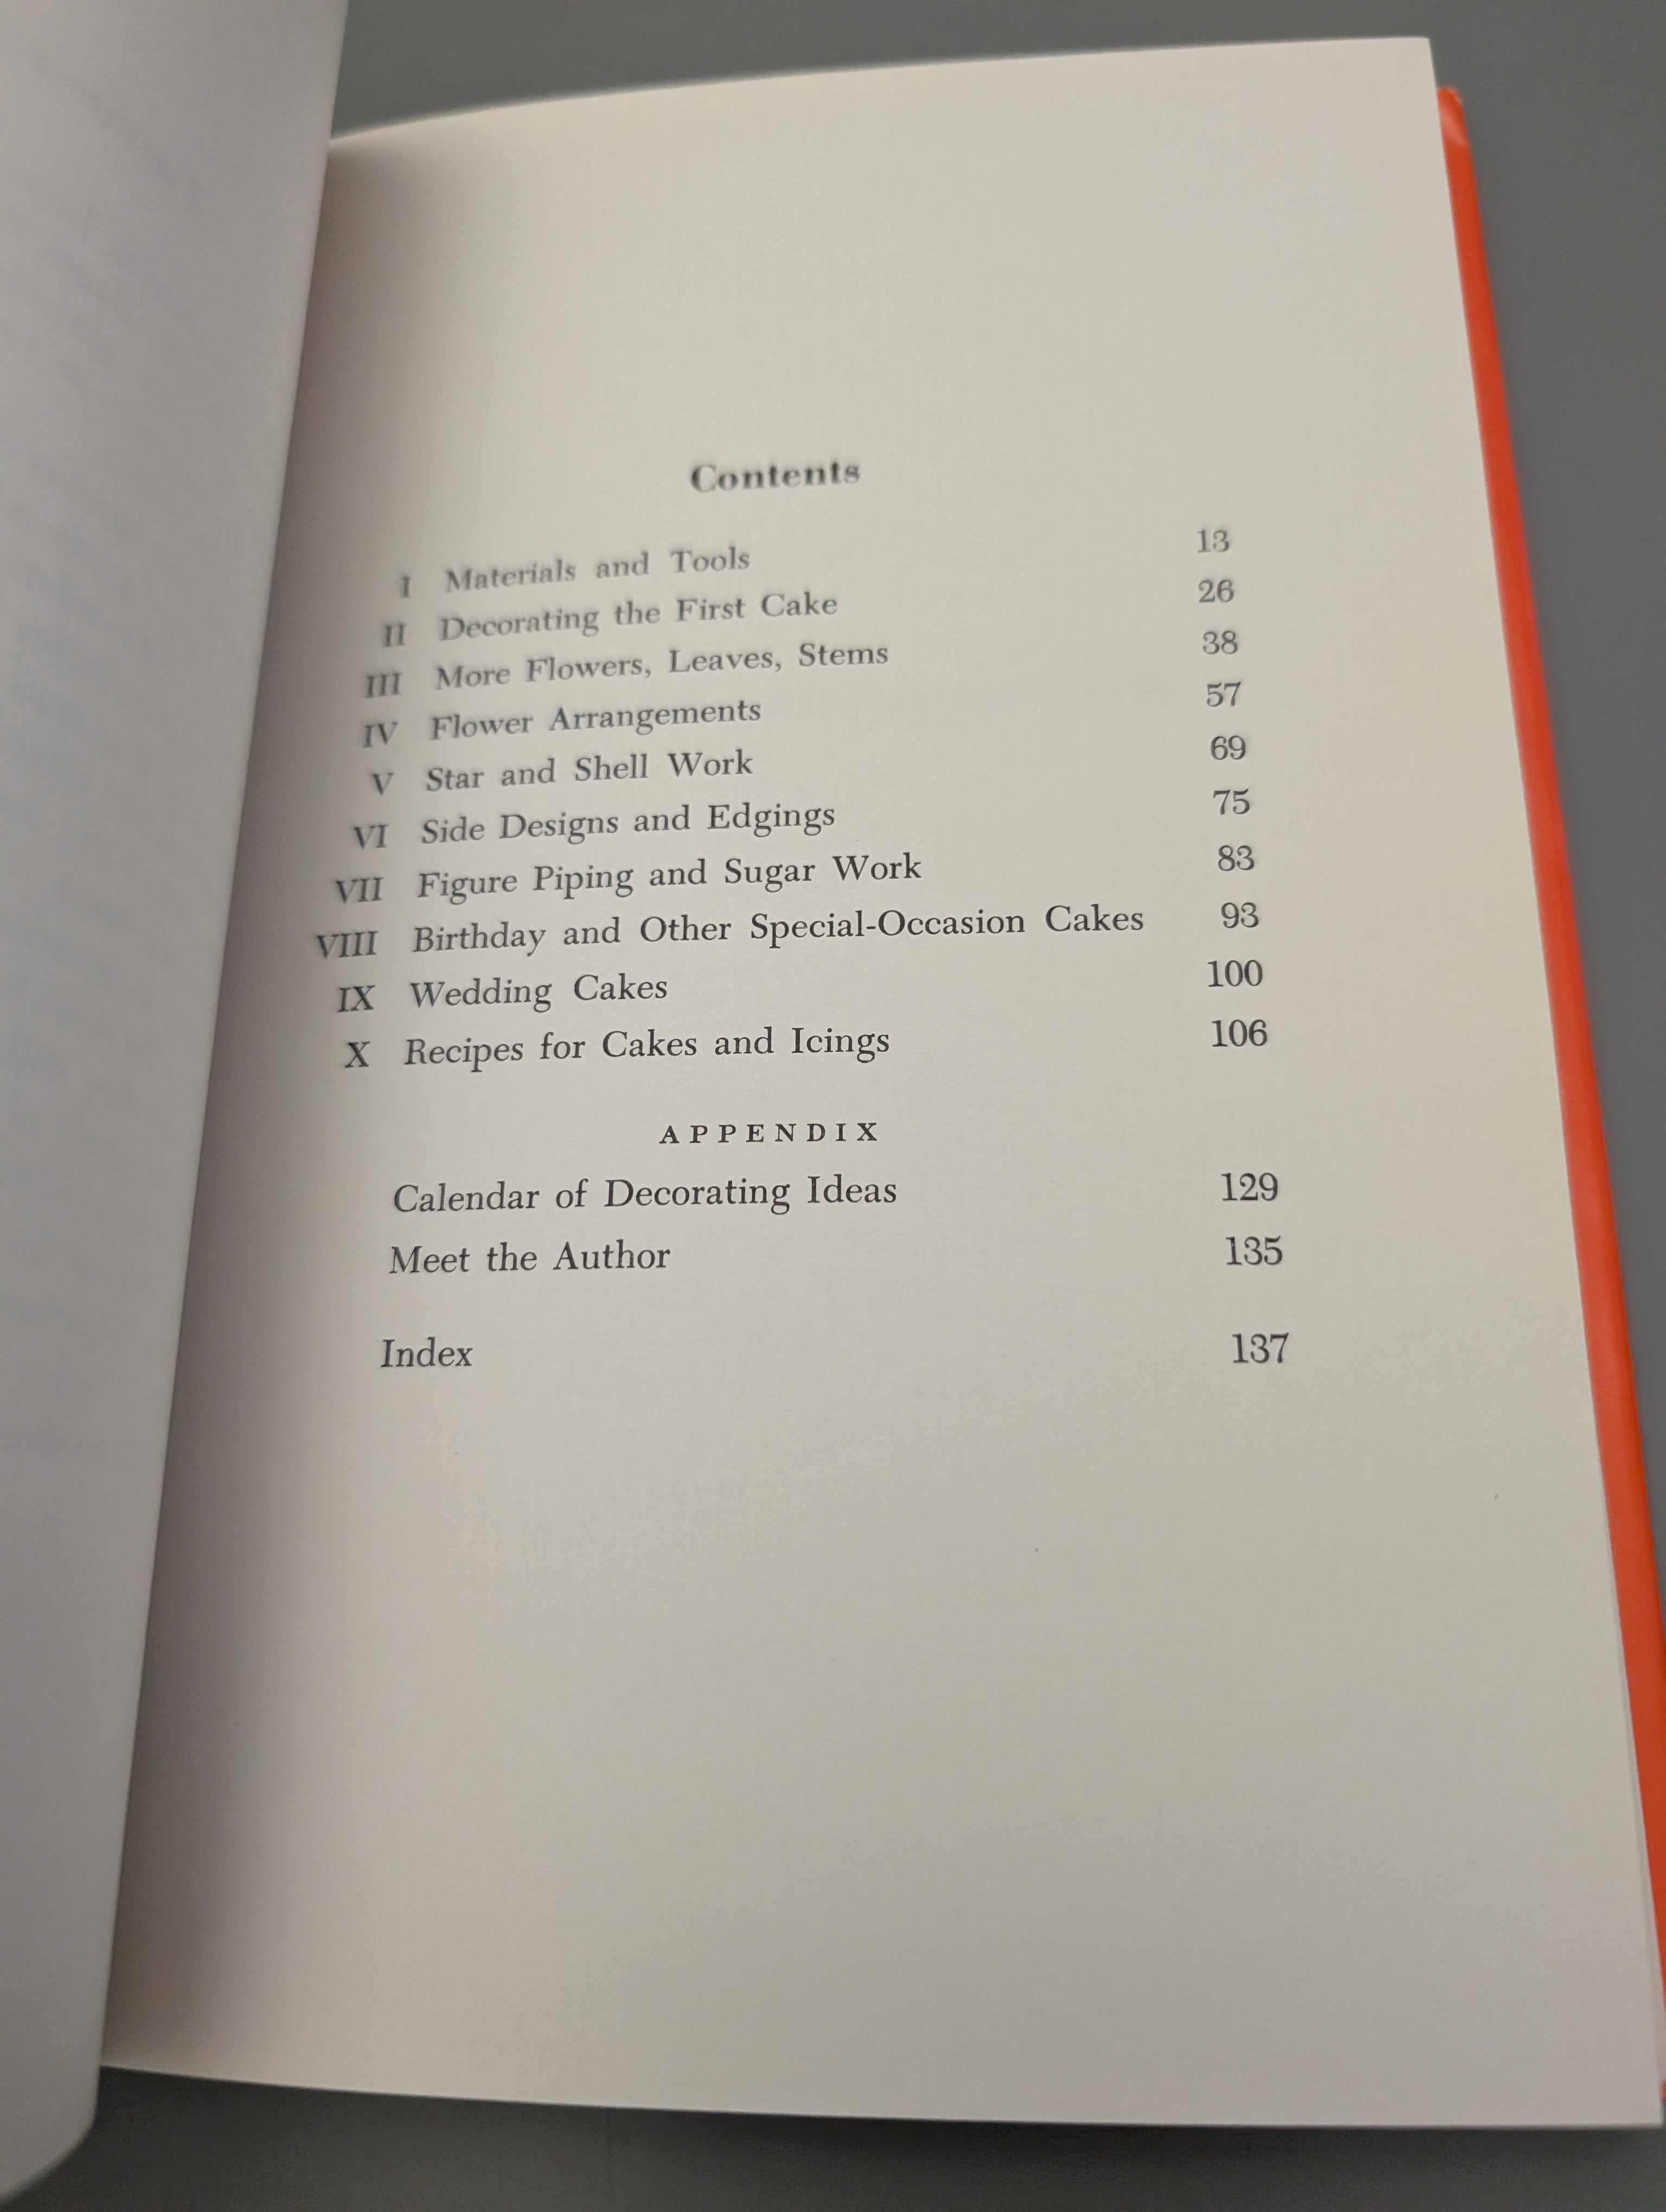 Contents
I Materials and Tools 13
II Decorating the First Cake 26
III More Flowers, Leaves, Stems 38
IV Flower Arrangements 57
V Star and Shell Work 69
VI Side Designs and Edgings 75
VII Figure Piping and Sugar Work 83
VIII Birthday and Other Special-Occasion Cakes 93
IX Wedding Cakes 100
X Recipes for Cakes and Icings 106
APPENDIX
Calendar of Decorating Ideas 129
Meet the Author 135
Index 137